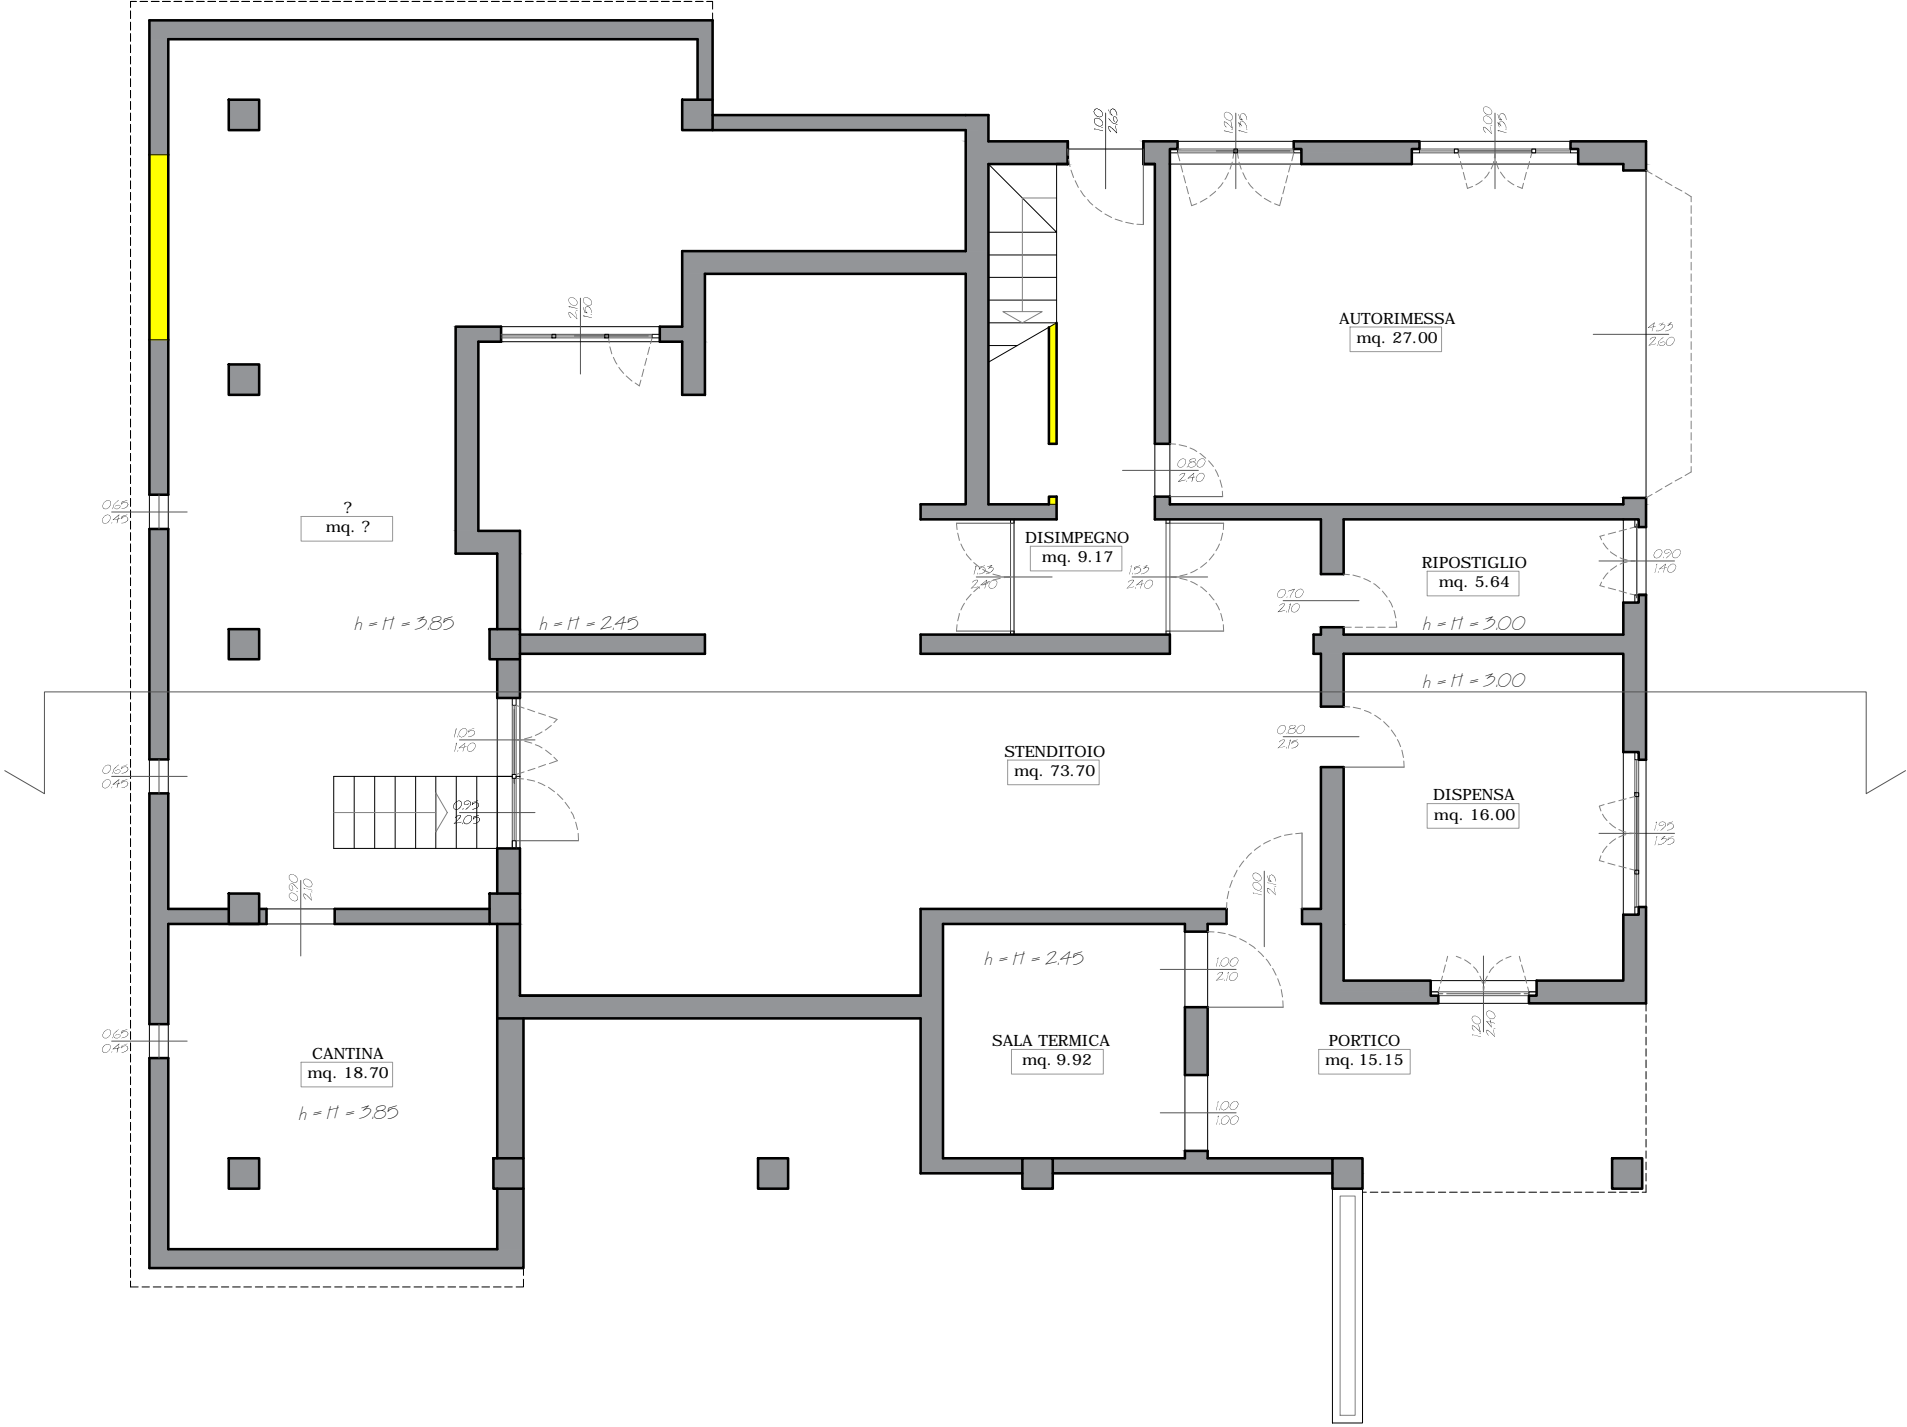 1.00
2.65
1.20
1.35
2.00
1.35
AUTORIMESSA
mq. 27.00
4.35
2.60
2.10
1.50
0.80
2.40
0.65
0.45
?
mq. ?
DISIMPEGNO
mq. 9.17
1.53
2.40
1.53
2.40
RIPOSTIGLIO
mq. 5.64
0.90
1.40
0.70
2.10
h = H = 3.85
h = H = 2.45
h = H = 3.00
h = H = 3.00
1.05
1.40
0.80
2.15
STENDITOIO
mq. 73.70
0.65
0.45
0.95
2.05
DISPENSA
mq. 16.00
1.95
1.35
0.90
2.10
1.00
2.15
h = H = 2.45
1.00
2.10
1.20
2.40
0.65
0.45
CANTINA
mq. 18.70
h = H = 3.85
SALA TERMICA
mq. 9.92
PORTICO
mq. 15.15
1.00
1.00